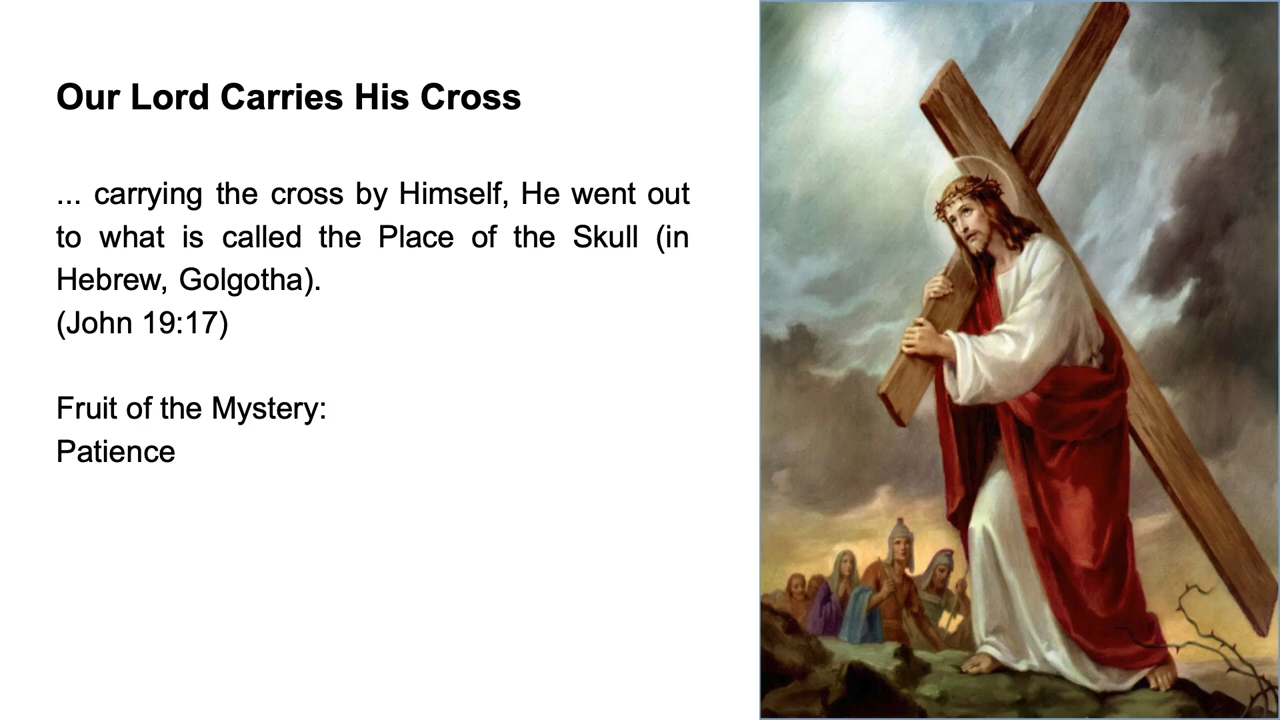 Our Lord Carries His Cross
... carrying the cross by Himself, He went out
to what is called the Place of the Skull (in
Hebrew, Golgotha).
(John 19:17)
Fruit of the Mystery:
Patience